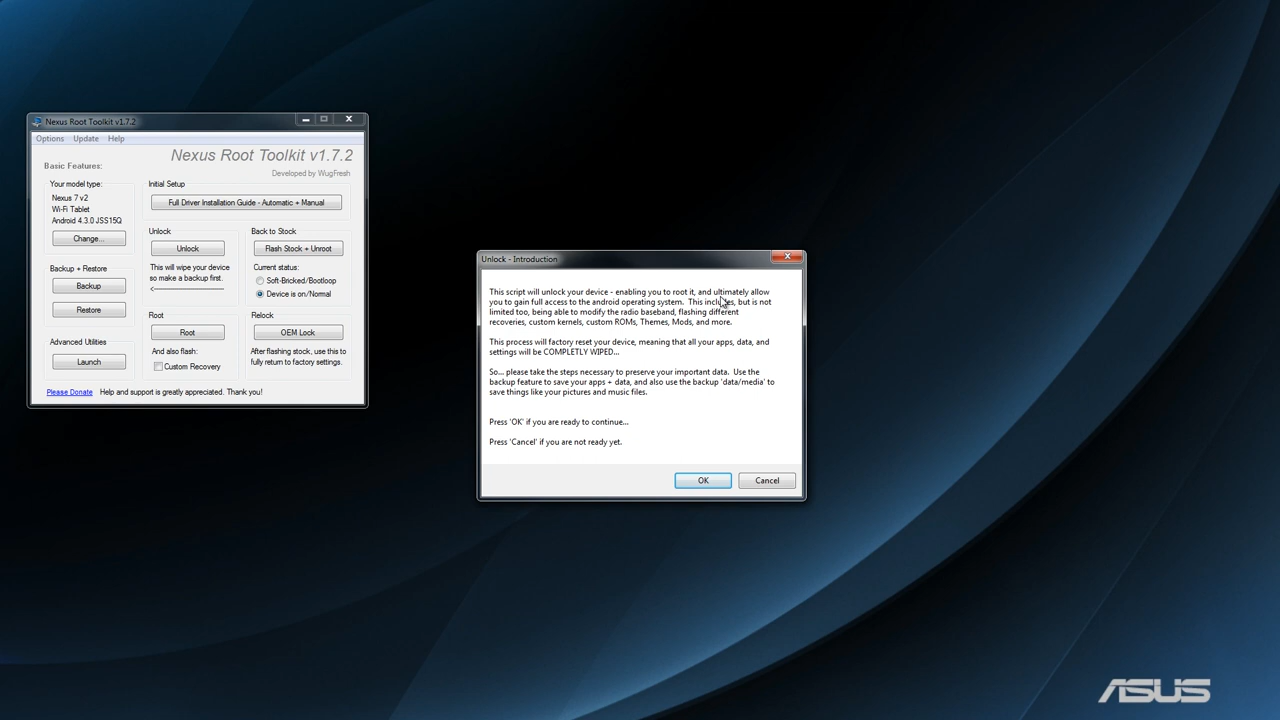 Nexus Root Toolkit v1.7.2
Options Update Help
Nexus Root Toolkit v1.7.2
Developed by WugFresh
Basic Features:
Your model type:
Nexus 7 v2
Wi-Fi Tablet
Android 4.3.0 JSS15Q
Change...
Backup + Restore
Backup
Restore
Advanced Utilities
Launch
Initial Setup
Full Driver Installation Guide - Automatic + Manual
Unlock
Unlock
This will wipe your device
so make a backup first.
<-------------------
Back to Stock
Flash Stock + Unroot
Current status:
Soft-Bricked/Bootloop
Device is on/Normal
Root
Root
And also flash:
Custom Recovery
Relock
OEM Lock
After flashing stock, use this to
fully return to factory settings.
Please Donate Help and support is greatly appreciated. Thank you!
Unlock - Introduction
This script will unlock your device - enabling you to root it, and ultimately allow
you to gain full access to the android operating system. This includes, but is not
limited too, being able to modify the radio baseband, flashing different
recoveries, custom kernels, custom ROMs, Themes, Mods, and more.
This process will factory reset your device, meaning that all your apps, data, and
settings will be COMPLETLY WIPED...
So... please take the steps necessary to preserve your important data. Use the
backup feature to save your apps + data, and also use the backup 'data/media' to
save things like your pictures and music files.
Press 'OK' if you are ready to continue...
Press 'Cancel' if you are not ready yet.
OK Cancel
ASUS